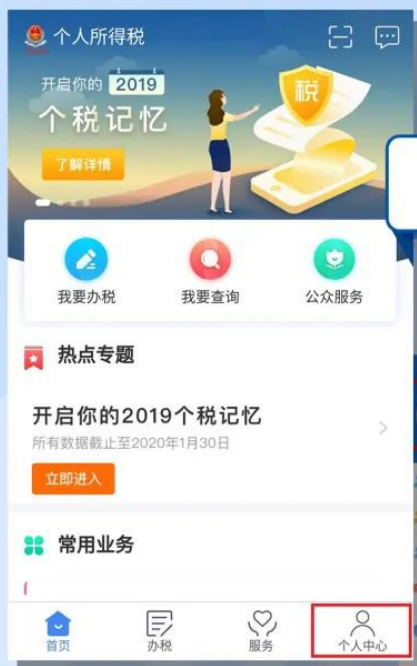 个人所得税
开启你的 2019
个税记忆
了解详情
税
我要办税 我要查询 公众服务
热点专题
开启你的2019个税记忆
所有数据截止至2020年1月30日
立即进入
常用业务
首页 办税 服务 个人中心